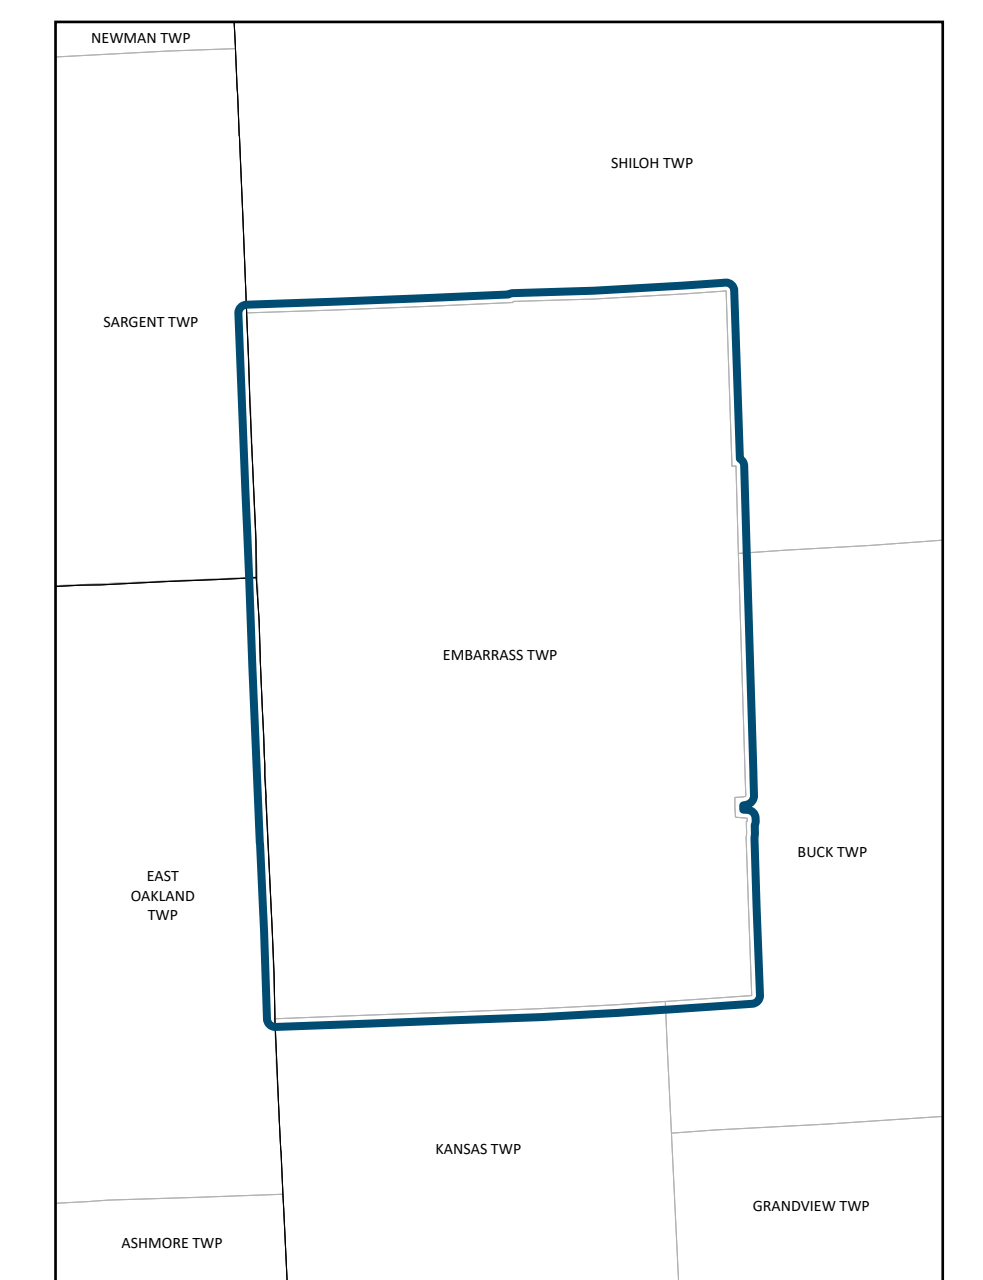 NEWMAN TWP
SHILOH TWP
SARGENT TWP
EMBARRASS TWP
BUCK TWP
EAST
OAKLAND
TWP
KANSAS TWP
GRANDVIEW TWP
ASHMORE TWP